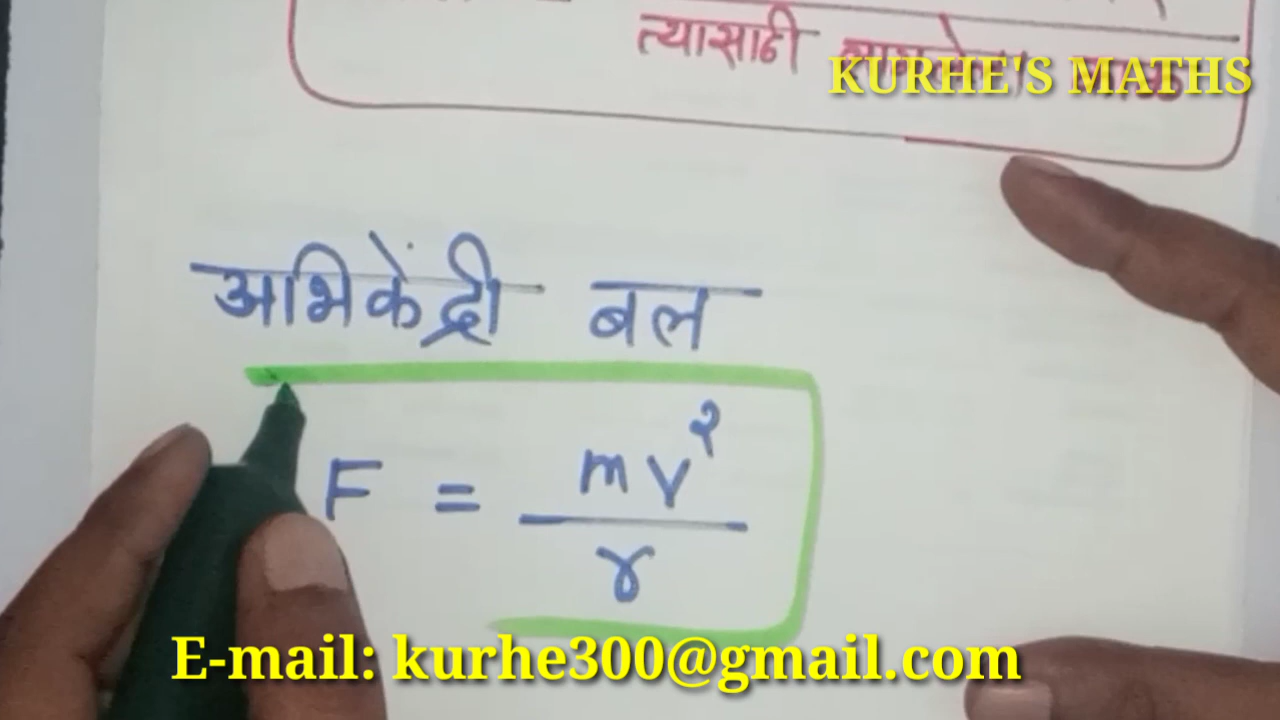 त्यासाठी
KURHE'S MATHS
अभिकेंद्री बल
F = mv²/r
E-mail: kurhe300@gmail.com